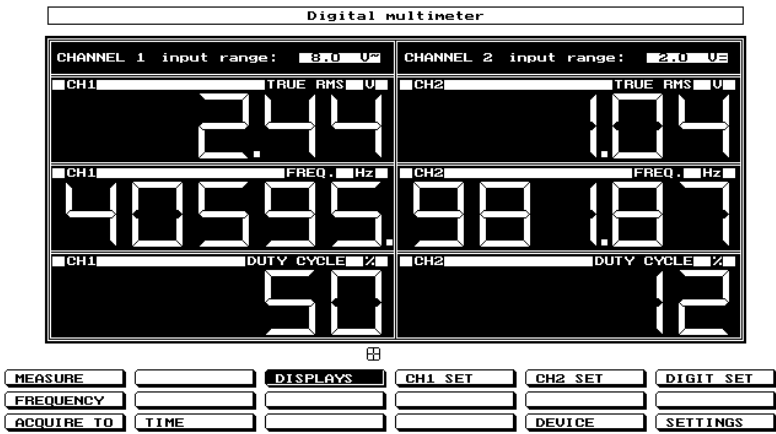 Digital multimeter
CHANNEL 1 input range: 8.0 V~ CHANNEL 2 input range: 2.0 V=
CH1 TRUE RMS V CH2 TRUE RMS V
2.44 1.04
CH1 FREQ. Hz CH2 FREQ. Hz
40595. 981.87
CH1 DUTY CYCLE % CH2 DUTY CYCLE %
50 12
MEASURE DISPLAYS CH1 SET CH2 SET DIGIT SET
FREQUENCY
ACQUIRE TO TIME DEVICE SETTINGS